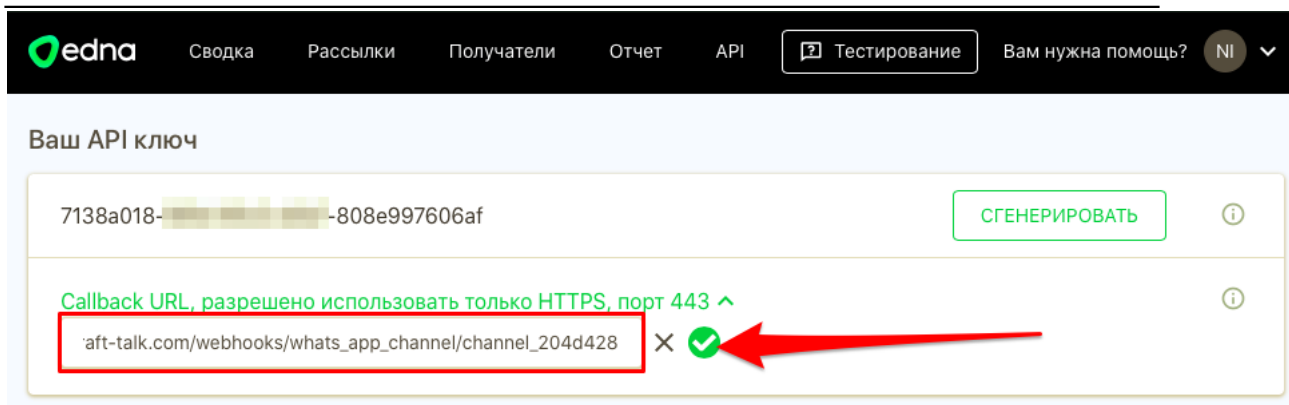 edna Сводка Рассылки Получатели Отчет API Тестирование Вам нужна помощь? NI
Ваш API ключ
7138a018- -808e997606af СГЕНЕРИРОВАТЬ
Callback URL, разрешено использовать только HTTPS, порт 443
aft-talk.com/webhooks/whats_app_channel/channel_204d428